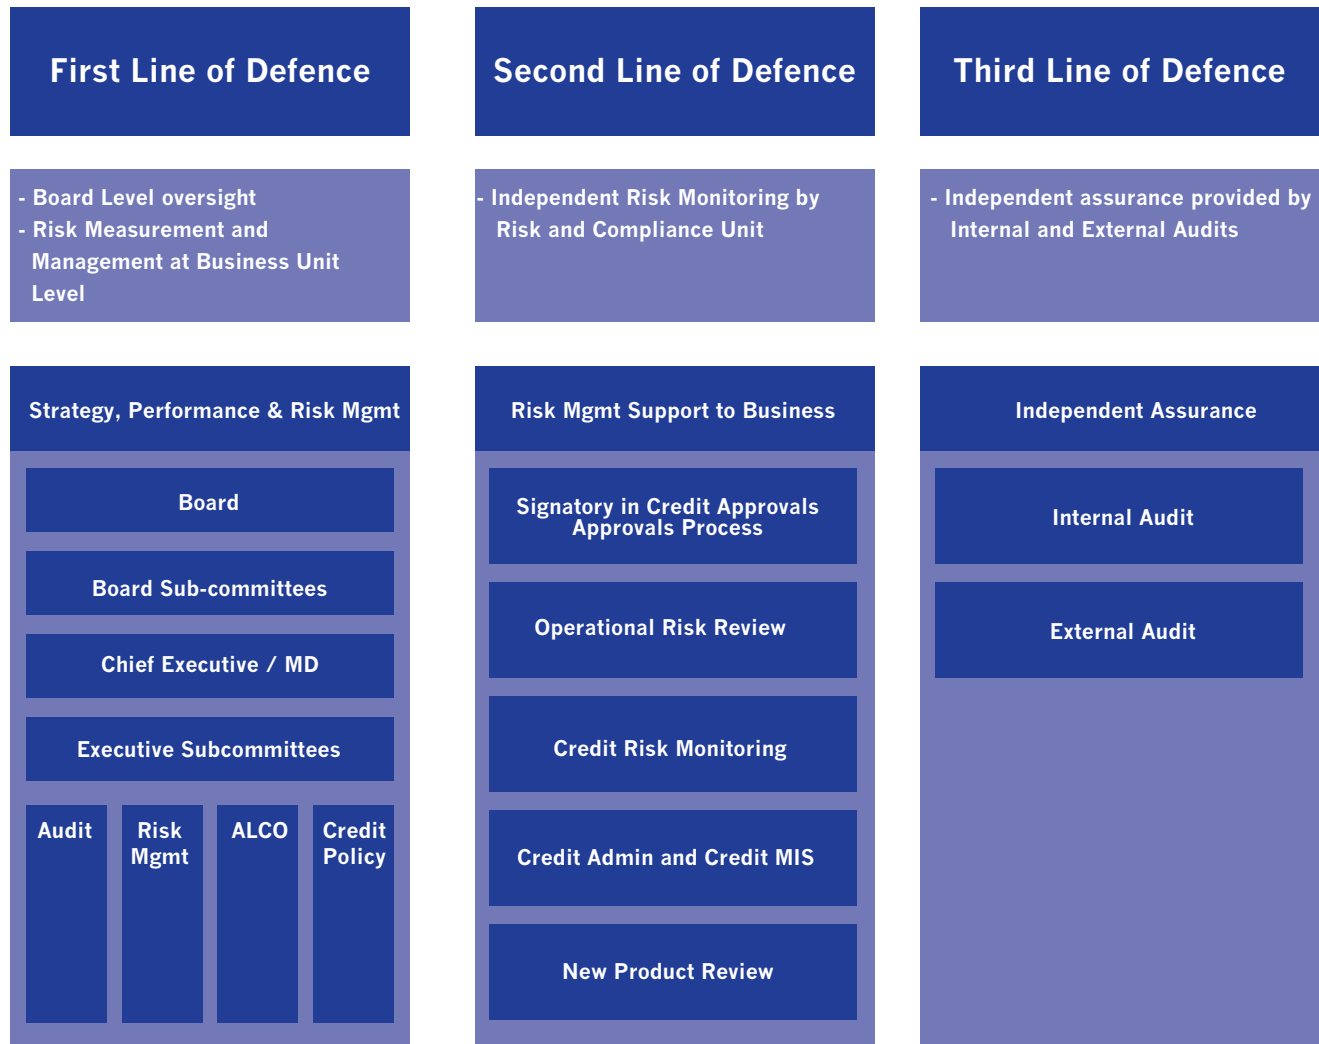 First Line of Defence
Second Line of Defence
Third Line of Defence
- Board Level oversight
- Risk Measurement and
Management at Business Unit
Level
- Independent Risk Monitoring by
Risk and Compliance Unit
- Independent assurance provided by
Internal and External Audits
Strategy, Performance & Risk Mgmt
Board
Board Sub-committees
Chief Executive / MD
Executive Subcommittees
Audit
Risk
Mgmt
ALCO
Credit
Policy
Risk Mgmt Support to Business
Signatory in Credit Approvals
Approvals Process
Operational Risk Review
Credit Risk Monitoring
Credit Admin and Credit MIS
New Product Review
Independent Assurance
Internal Audit
External Audit